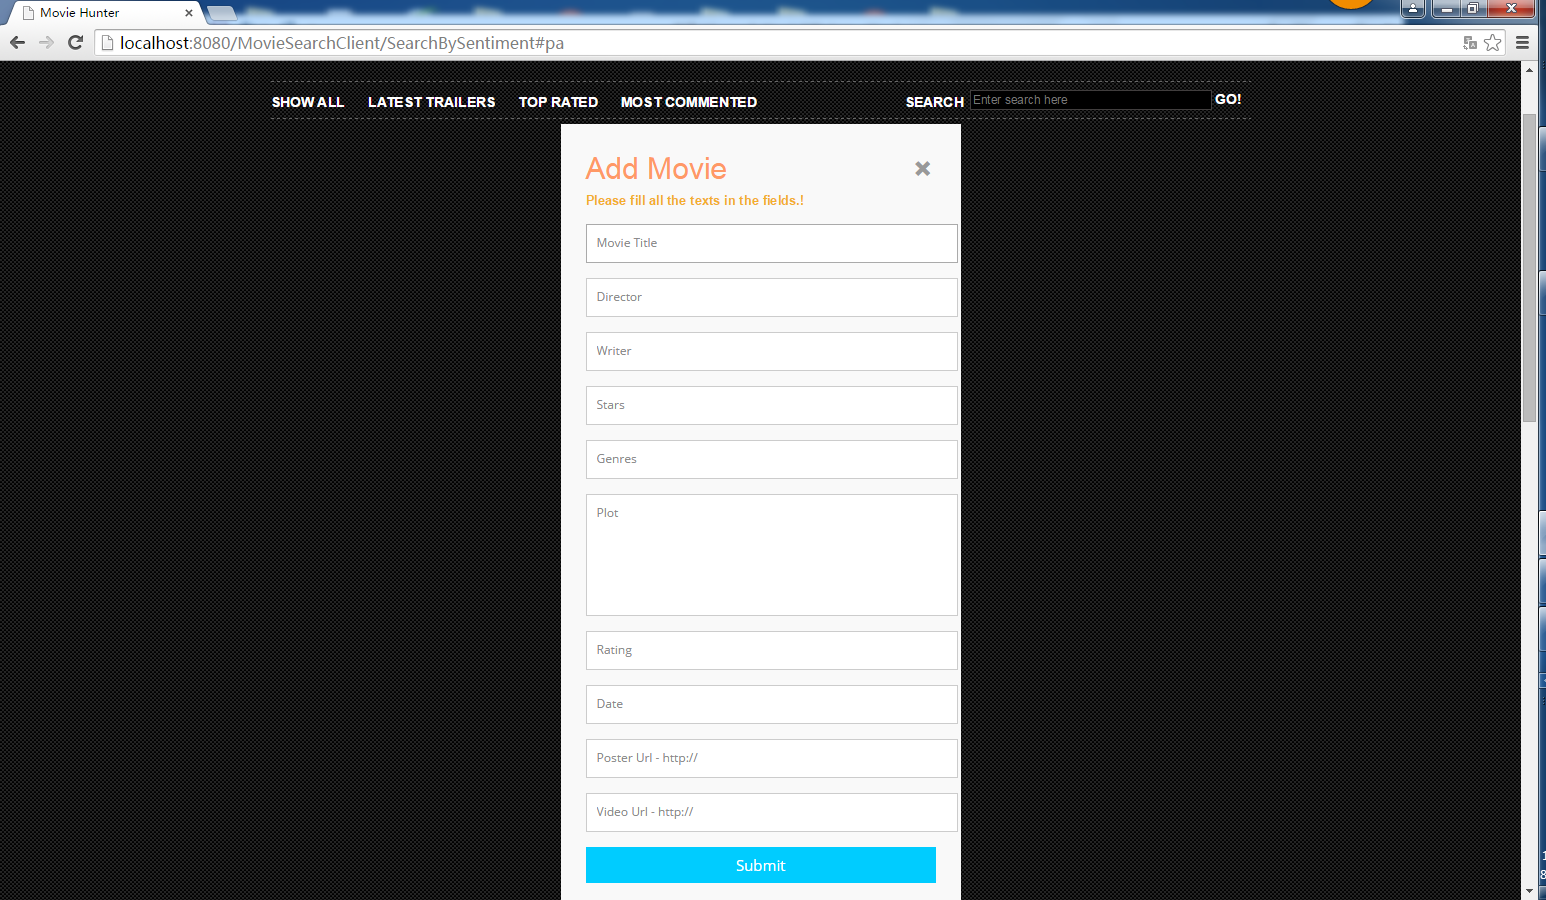 Movie Hunter
localhost:8080/MovieSearchClient/SearchBySentiment#pa
SHOW ALL LATEST TRAILERS TOP RATED MOST COMMENTED SEARCH Enter search here GO!
Add Movie
Please fill all the texts in the fields.!
Movie Title
Director
Writer
Stars
Genres
Plot
Rating
Date
Poster Url - http://
Video Url - http://
Submit